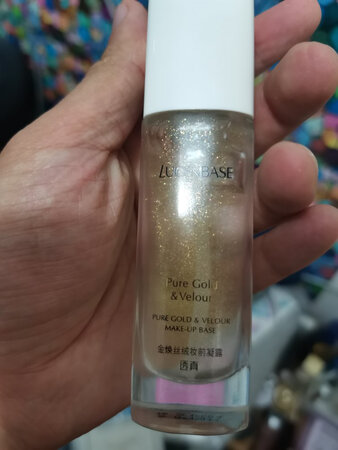 LUCENBASE
Pure Gold
& Velour
PURE GOLD & VELOUR
MAKE-UP BASE
金焕丝绒妆前凝露
透真